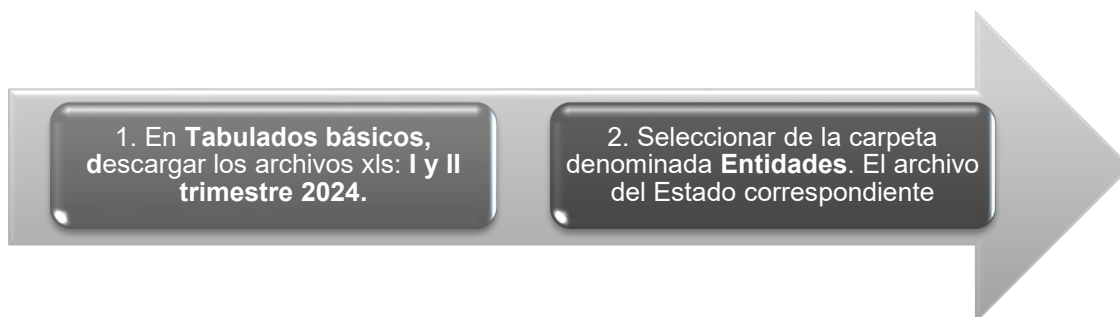 1. En Tabulados básicos,
descargar los archivos xls: I y II
trimestre 2024.
2. Seleccionar de la carpeta
denominada Entidades. El archivo
del Estado correspondiente